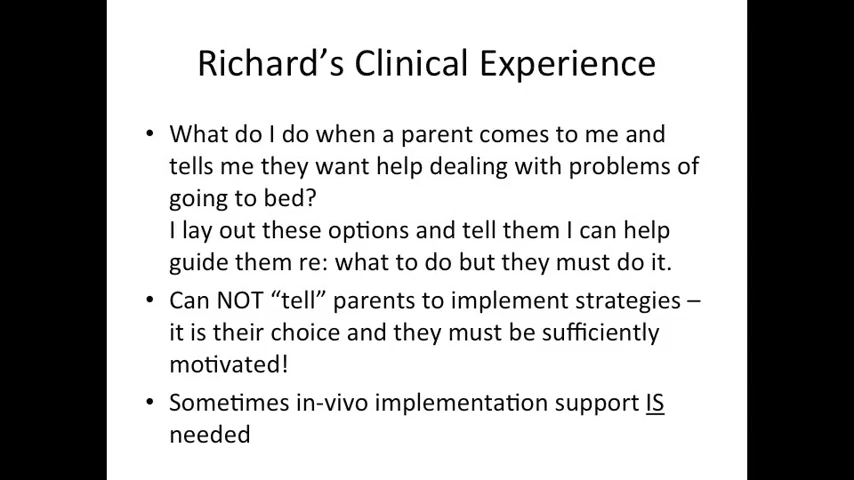 Richard’s Clinical Experience
• What do I do when a parent comes to me and
tells me they want help dealing with problems of
going to bed?
I lay out these options and tell them I can help
guide them re: what to do but they must do it.
• Can NOT “tell” parents to implement strategies –
it is their choice and they must be sufficiently
motivated!
• Sometimes in-vivo implementation support IS
needed